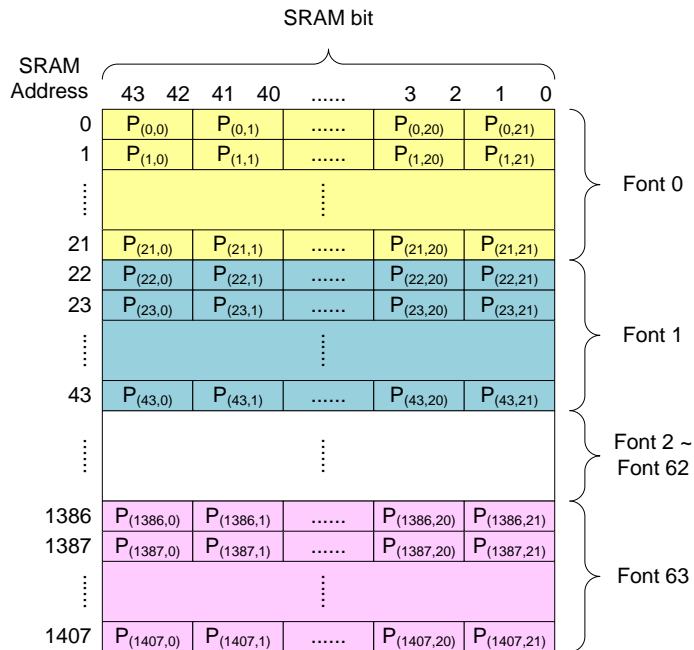 SRAM bit
SRAM
Address
43 42 41 40 ...... 3 2 1 0
0 P(0,0) P(0,1) ...... P(0,20) P(0,21)
1 P(1,0) P(1,1) ...... P(1,20) P(1,21)
...... ......
Font 0
21 P(21,0) P(21,1) ...... P(21,20) P(21,21)
22 P(22,0) P(22,1) ...... P(22,20) P(22,21)
23 P(23,0) P(23,1) ...... P(23,20) P(23,21)
...... ......
Font 1
43 P(43,0) P(43,1) ...... P(43,20) P(43,21)
...... ......
Font 2 ~
Font 62
1386 P(1386,0) P(1386,1) ...... P(1386,20) P(1386,21)
1387 P(1387,0) P(1387,1) ...... P(1387,20) P(1387,21)
...... ......
Font 63
1407 P(1407,0) P(1407,1) ...... P(1407,20) P(1407,21)